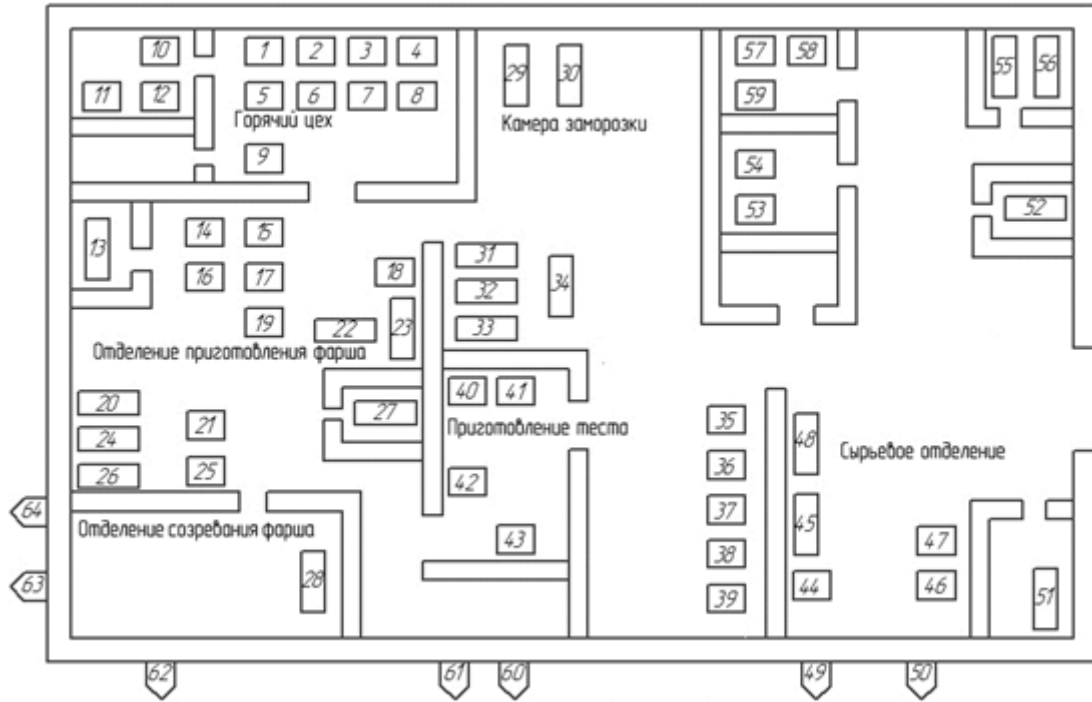 10 1 2 3 4
11 12 5 6 7 8
Горячий цех
9
29 30
Камера заморозки
57 58
59
54
53
55 56
52
13 14 15
16 17 18
19 22 23
Отделение приготовления фарша
31
32 34
33
20 21
24
26 25
27
40 41
Приготовление теста
42
43
35
36
37
38
39
48
Сырьевое отделение
45 47
44 46
51
Отделение созревания фарша
28
64
63
62 61 60 49 50